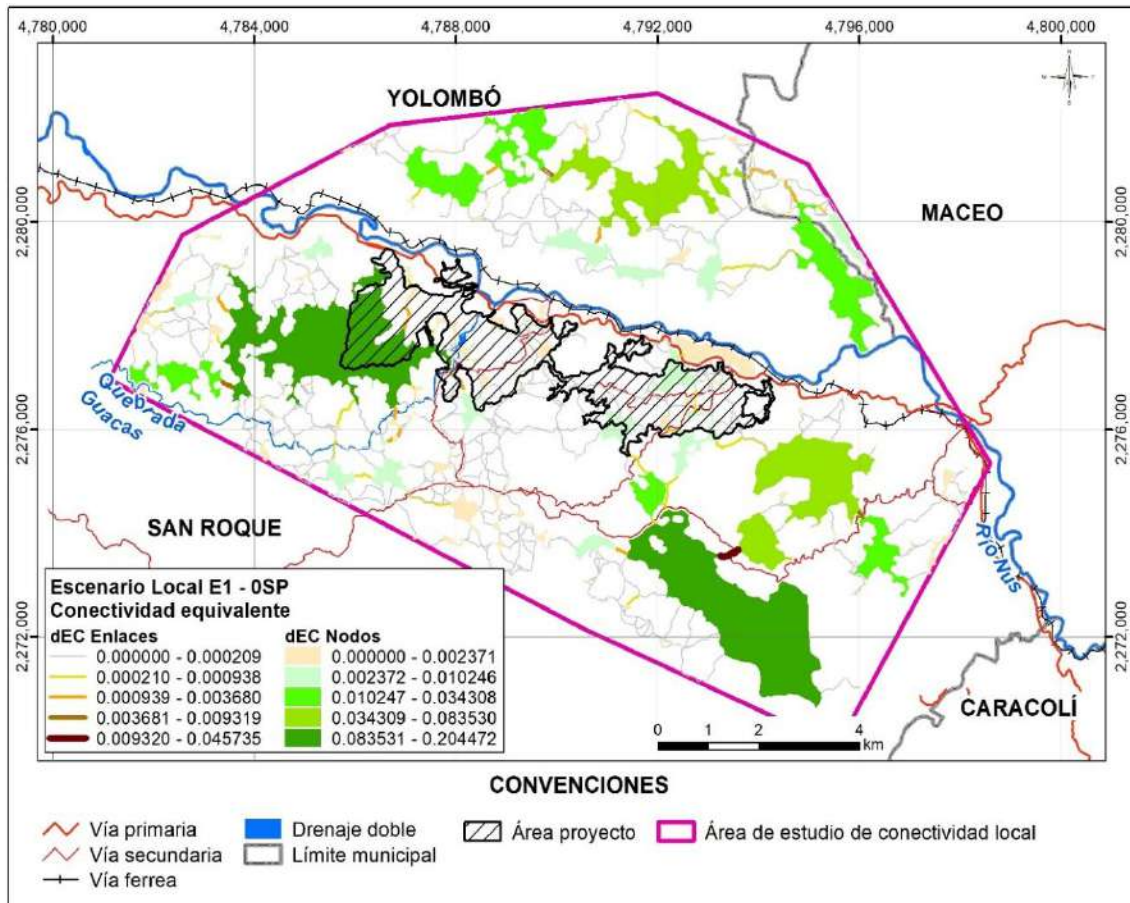 4,780,000 4,784,000 4,788,000 4,792,000 4,796,000 4,800,000
YOLOMBÓ
MACEO
2,280,000 2,280,000
Quebrada
Guacas
2,276,000 2,276,000
SAN ROQUE
Río Nus
Escenario Local E1 - 0SP
Conectividad equivalente
dEC Enlaces dEC Nodos
0.000000 - 0.000209 0.000000 - 0.002371
0.000210 - 0.000938 0.002372 - 0.010246
0.000939 - 0.003680 0.010247 - 0.034308
0.003681 - 0.009319 0.034309 - 0.083530
0.009320 - 0.045735 0.083531 - 0.204472
2,272,000 2,272,000
CARACOLÍ
0 1 2 4
km
CONVENCIONES
Vía primaria Drenaje doble Área proyecto Área de estudio de conectividad local
Vía secundaria Límite municipal
Vía ferrea